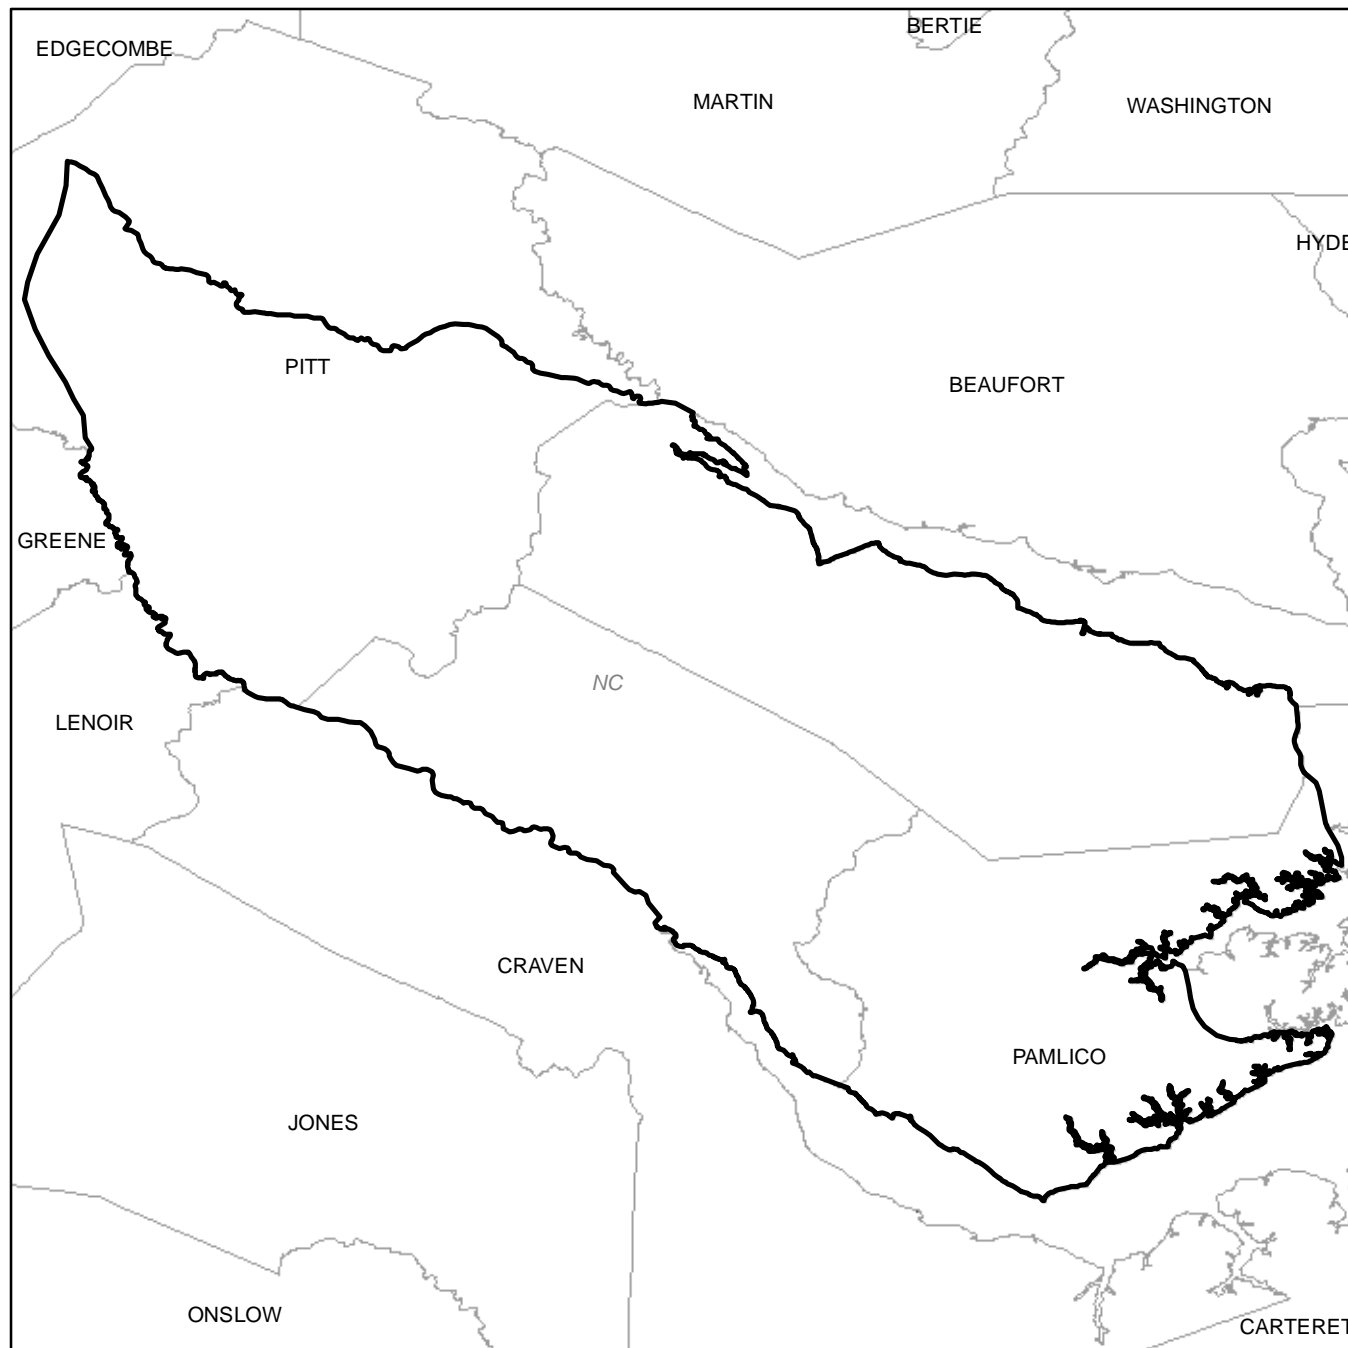 BERTIE
EDGECOMBE
MARTIN
WASHINGTON
HYDE
PITT
BEAUFORT
GREENE
NC
LENOIR
CRAVEN
PAMLICO
JONES
ONSLOW
CARTERET